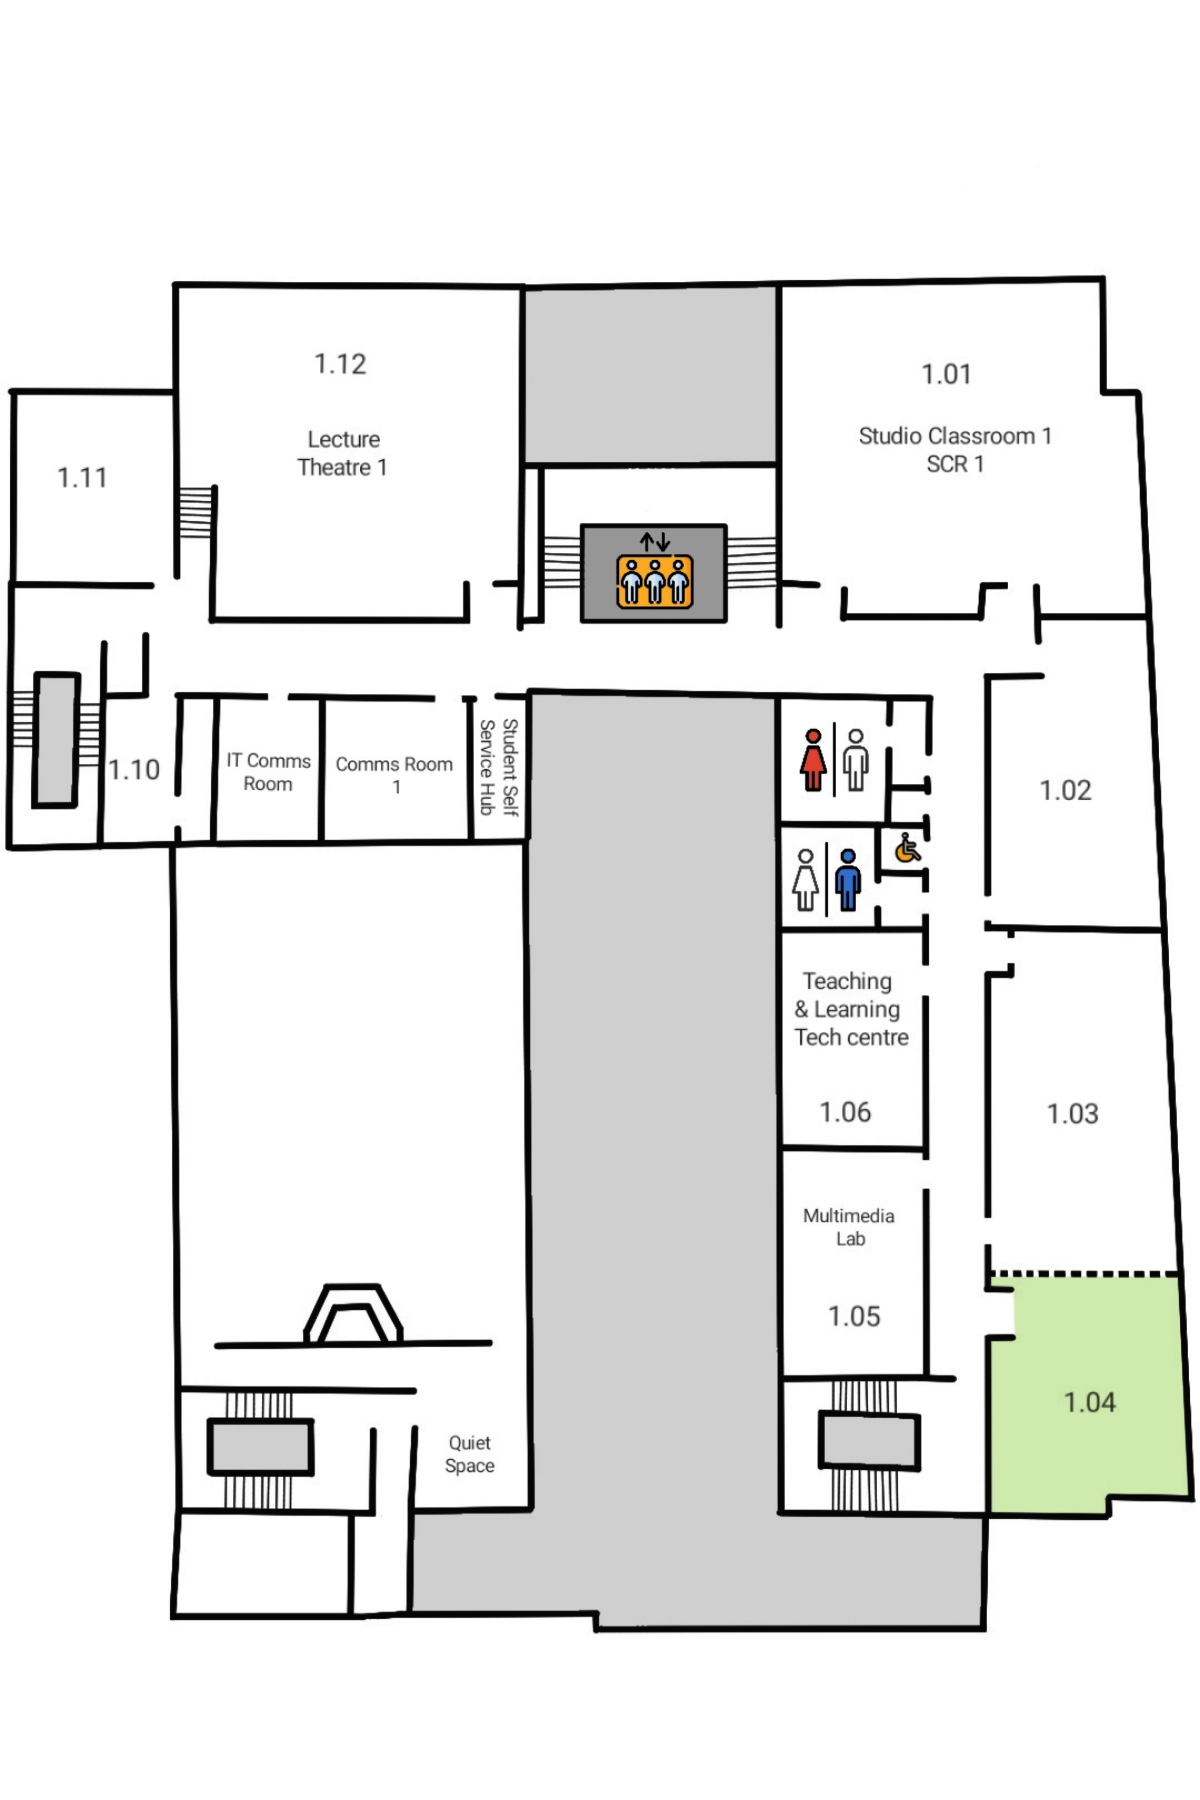 1.12
Lecture
Theatre 1
1.01
Studio Classroom 1
SCR 1
1.11
1.10
IT Comms
Room
Comms Room
1
Student Self
Service Hub
1.02
Teaching
& Learning
Tech centre
1.06
1.03
Multimedia
Lab
1.05
1.04
Quiet
Space